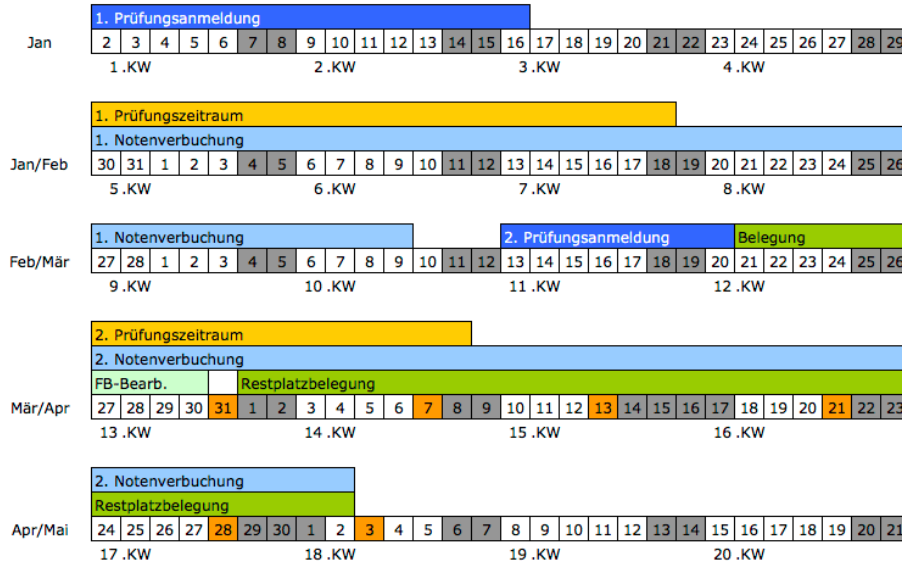 1. Prüfungsanmeldung
Jan 2 3 4 5 6 7 8 9 10 11 12 13 14 15 16 17 18 19 20 21 22 23 24 25 26 27 28 29
1 .KW 2 .KW 3 .KW 4 .KW
1. Prüfungszeitraum
1. Notenverbuchung
Jan/Feb 30 31 1 2 3 4 5 6 7 8 9 10 11 12 13 14 15 16 17 18 19 20 21 22 23 24 25 26
5 .KW 6 .KW 7 .KW 8 .KW
1. Notenverbuchung 2. Prüfungsanmeldung Belegung
Feb/Mär 27 28 1 2 3 4 5 6 7 8 9 10 11 12 13 14 15 16 17 18 19 20 21 22 23 24 25 26
9 .KW 10 .KW 11 .KW 12 .KW
2. Prüfungszeitraum
2. Notenverbuchung
FB-Bearb. Restplatzbelegung
Mär/Apr 27 28 29 30 31 1 2 3 4 5 6 7 8 9 10 11 12 13 14 15 16 17 18 19 20 21 22 23
13 .KW 14 .KW 15 .KW 16 .KW
2. Notenverbuchung
Restplatzbelegung
Apr/Mai 24 25 26 27 28 29 30 1 2 3 4 5 6 7 8 9 10 11 12 13 14 15 16 17 18 19 20 21
17 .KW 18 .KW 19 .KW 20 .KW